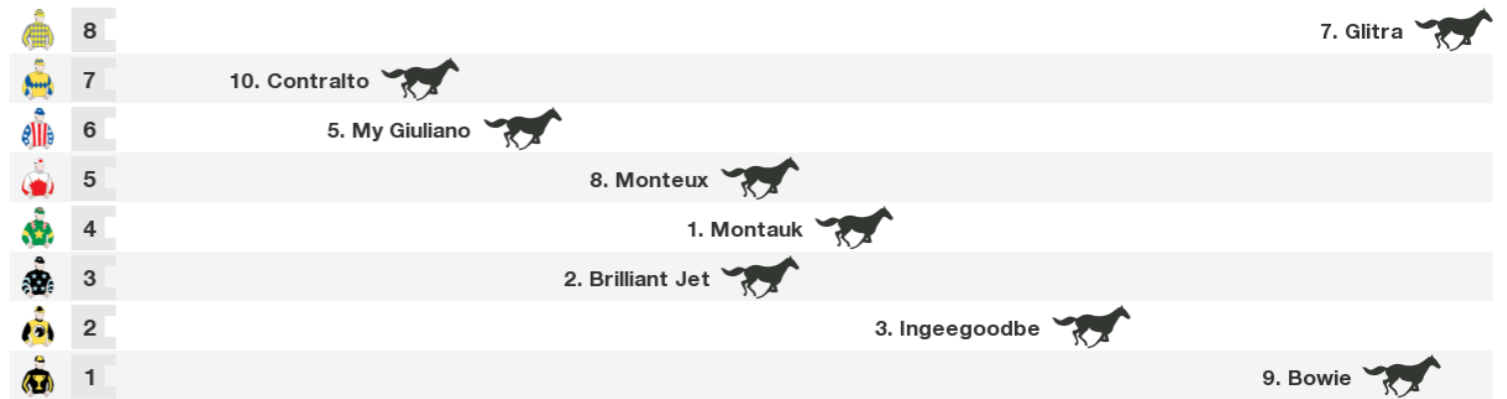 8 7. Glitra
7 10. Contralto
6 5. My Giuliano
5 8. Monteux
4 1. Montauk
3 2. Brilliant Jet
2 3. Ingeegoodbe
1 9. Bowie